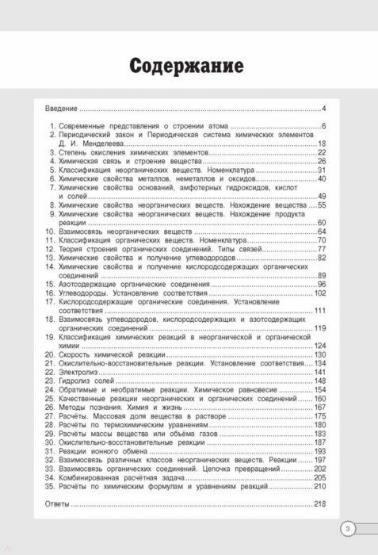 Содержание
Введение 4
1. Современные представления о строении атома 6
2. Периодический закон и Периодическая система химических элементов
Д. И. Менделеева 18
3. Степень окисления химических элементов 22
4. Химическая связь и строение вещества 26
5. Классификация неорганических веществ. Номенклатура 31
6. Химические свойства металлов, неметаллов и оксидов 40
7. Химические свойства оснований, амфотерных гидроксидов, кислот
и солей 49
8. Химические свойства неорганических веществ. Нахождение вещества 55
9. Химические свойства неорганических веществ. Нахождение продукта
реакции 60
10. Взаимосвязь неорганических веществ 64
11. Классификация органических веществ. Номенклатура 70
12. Теория строения органических соединений. Типы связей 77
13. Химические свойства и получение углеводородов 82
14. Химические свойства и получение кислородсодержащих органических
соединений 89
15. Азотсодержащие органические соединения 96
16. Углеводороды. Установление соответствия 102
17. Кислородсодержащие органические соединения. Установление
соответствия 111
18. Взаимосвязь углеводородов, кислородсодержащих и азотсодержащих
органических соединений 119
19. Классификация химических реакций в неорганической и органической
химии 124
20. Скорость химической реакции 130
21. Окислительно-восстановительные реакции. Установление соответствия 134
22. Электролиз 141
23. Гидролиз солей 148
24. Обратимые и необратимые реакции. Химическое равновесие 154
25. Качественные реакции неорганических и органических соединений 160
26. Методы познания. Химия и жизнь 167
27. Расчёты. Массовая доля вещества в растворе 175
28. Расчёты по термохимическим уравнениям 180
29. Расчёты массы вещества или объёма газов 183
30. Окислительно-восстановительные реакции 187
31. Реакции ионного обмена 193
32. Взаимосвязь различных классов неорганических веществ. Реакции 197
33. Взаимосвязь органических соединений. Цепочка превращений 202
34. Комбинированная расчётная задача 205
35. Расчёты по химическим формулам и уравнениям реакций 210
Ответы 218
3